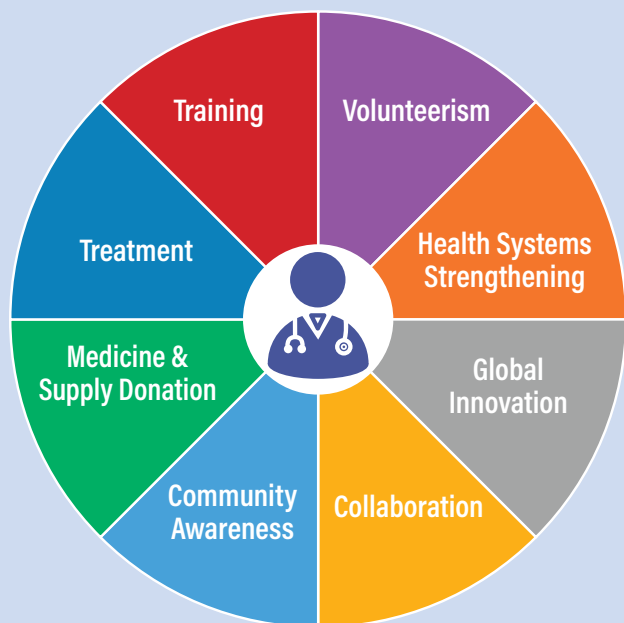 Training
Volunteerism
Treatment
Health Systems
Strengthening
Medicine &
Supply Donation
Global
Innovation
Community
Awareness
Collaboration